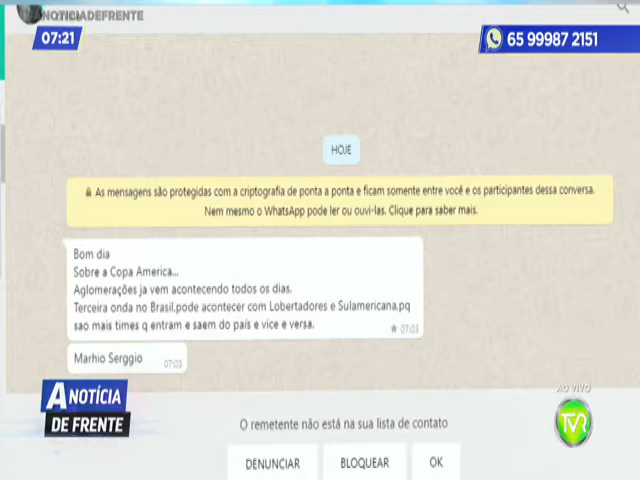 #ANOTICIADEFRENTE
07:21
65 99987 2151
HOJE
As mensagens são protegidas com a criptografia de ponta a ponta e ficam somente entre você e os participantes dessa conversa.
Nem mesmo o WhatsApp pode ler ou ouvi-las. Clique para saber mais.
Bom dia
Sobre a Copa America...
Aglomerações ja vem acontecendo todos os dias.
Terceira onda no Brasil.pode acontecer com Lobertadores e Sulamericana.pq
sao mais times q entram e saem do país e vice e versa.
07:03
Marhio Serggio
07:03
A NOTÍCIA
DE FRENTE
AO VIVO
TVR
O remetente não está na sua lista de contato
DENUNCIAR BLOQUEAR OK